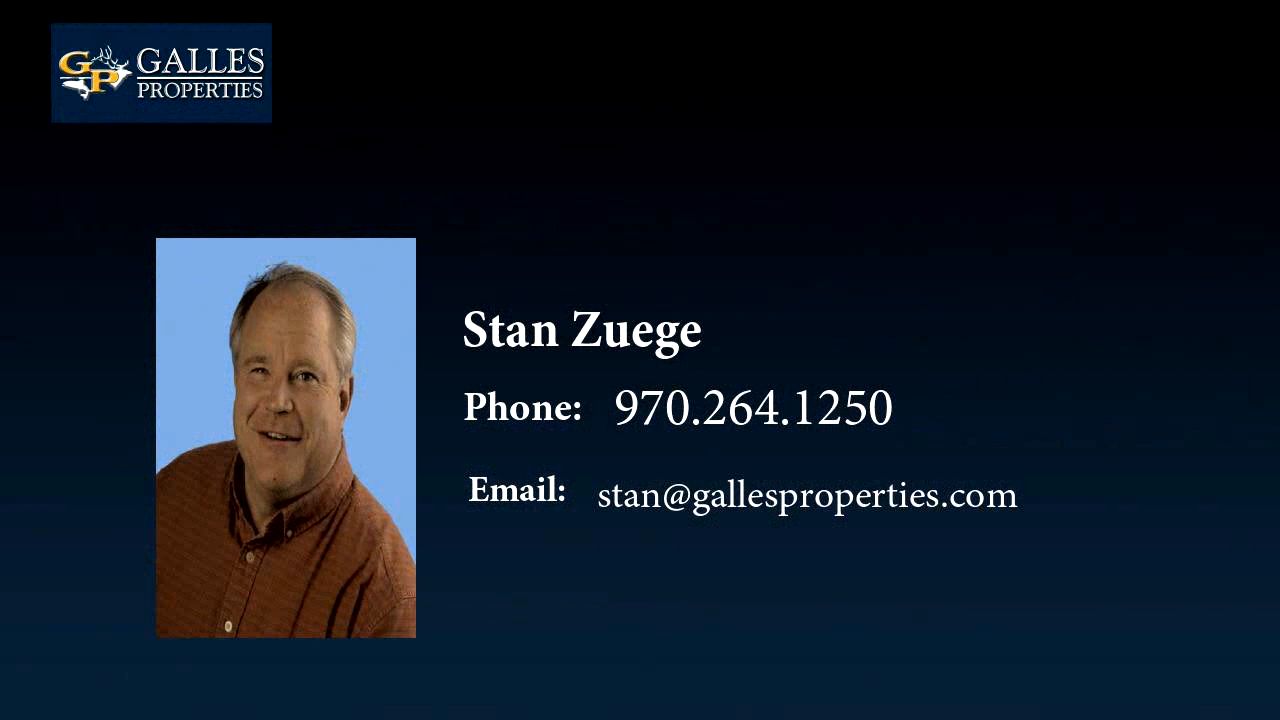 GP GALLES
PROPERTIES
Stan Zuege
Phone: 970.264.1250
Email: stan@gallesproperties.com